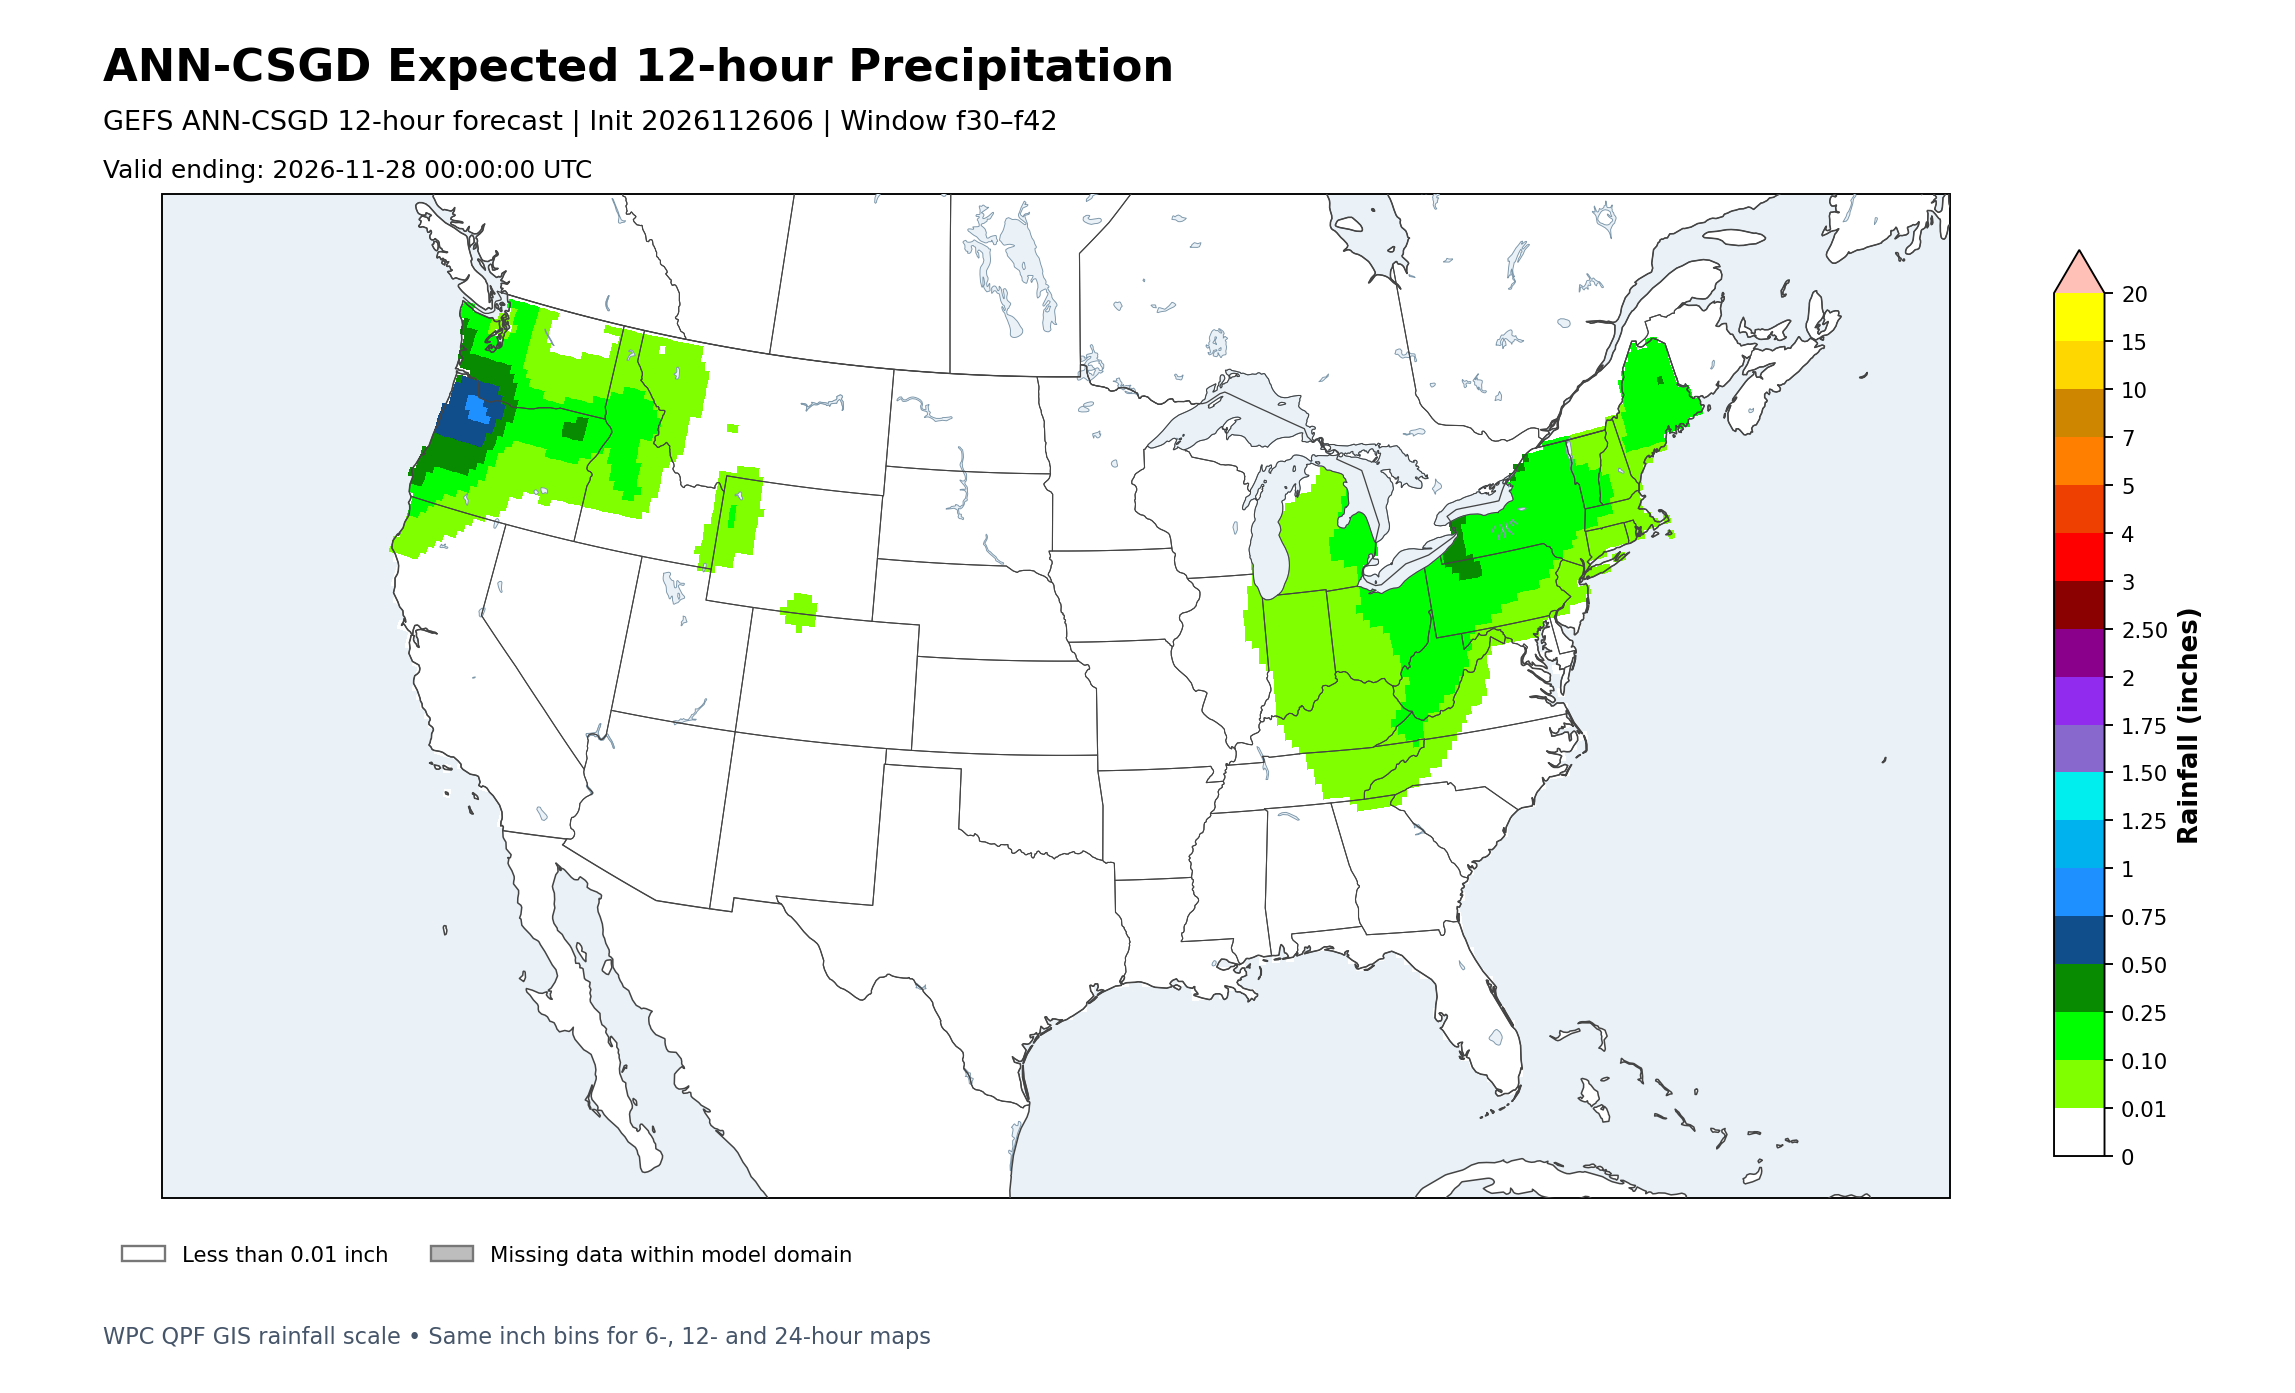 ANN-CSGD Expected 12-hour Precipitation
GEFS ANN-CSGD 12-hour forecast | Init 2026112606 | Window f30–f42
Valid ending: 2026-11-28 00:00:00 UTC
20
15
10
7
5
4
3
2.50
2
1.75
1.50
1.25
1
0.75
0.50
0.25
0.10
0.01
0
Rainfall (inches)
Less than 0.01 inch
Missing data within model domain
WPC QPF GIS rainfall scale • Same inch bins for 6-, 12- and 24-hour maps